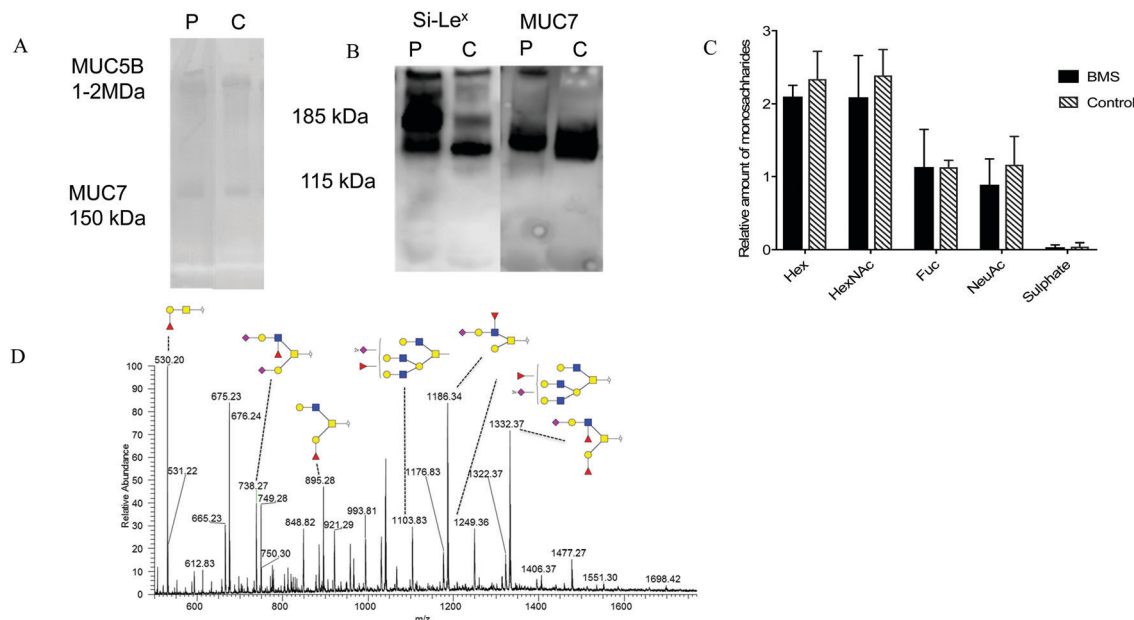 A
P C
MUC5B
1-2MDa
MUC7
150 kDa
B
Si-Leˣ MUC7
P C P C
185 kDa
115 kDa
C
Relative amount of monosachharides
3
2
1
0
BMS
Control
Hex
HexNAc
Fuc
NeuAc
Sulphate
D
Relative Abundance
100
90
80
70
60
50
40
30
20
10
0
530.20
531.22
612.83
665.23
675.23
676.24
738.27
749.28
750.30
848.82
895.28
921.29
993.81
1103.83
1176.83
1186.34
1249.36
1322.37
1332.37
1406.37
1477.27
1551.30
1698.42
600 800 1000 1200 1400 1600
m/z